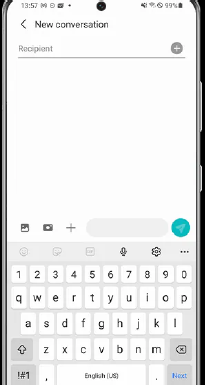 13:57
99%
New conversation
Recipient
1 2 3 4 5 6 7 8 9 0
q w e r t y u i o p
a s d f g h j k l
z x c v b n m
!#1 , English (US) . Next